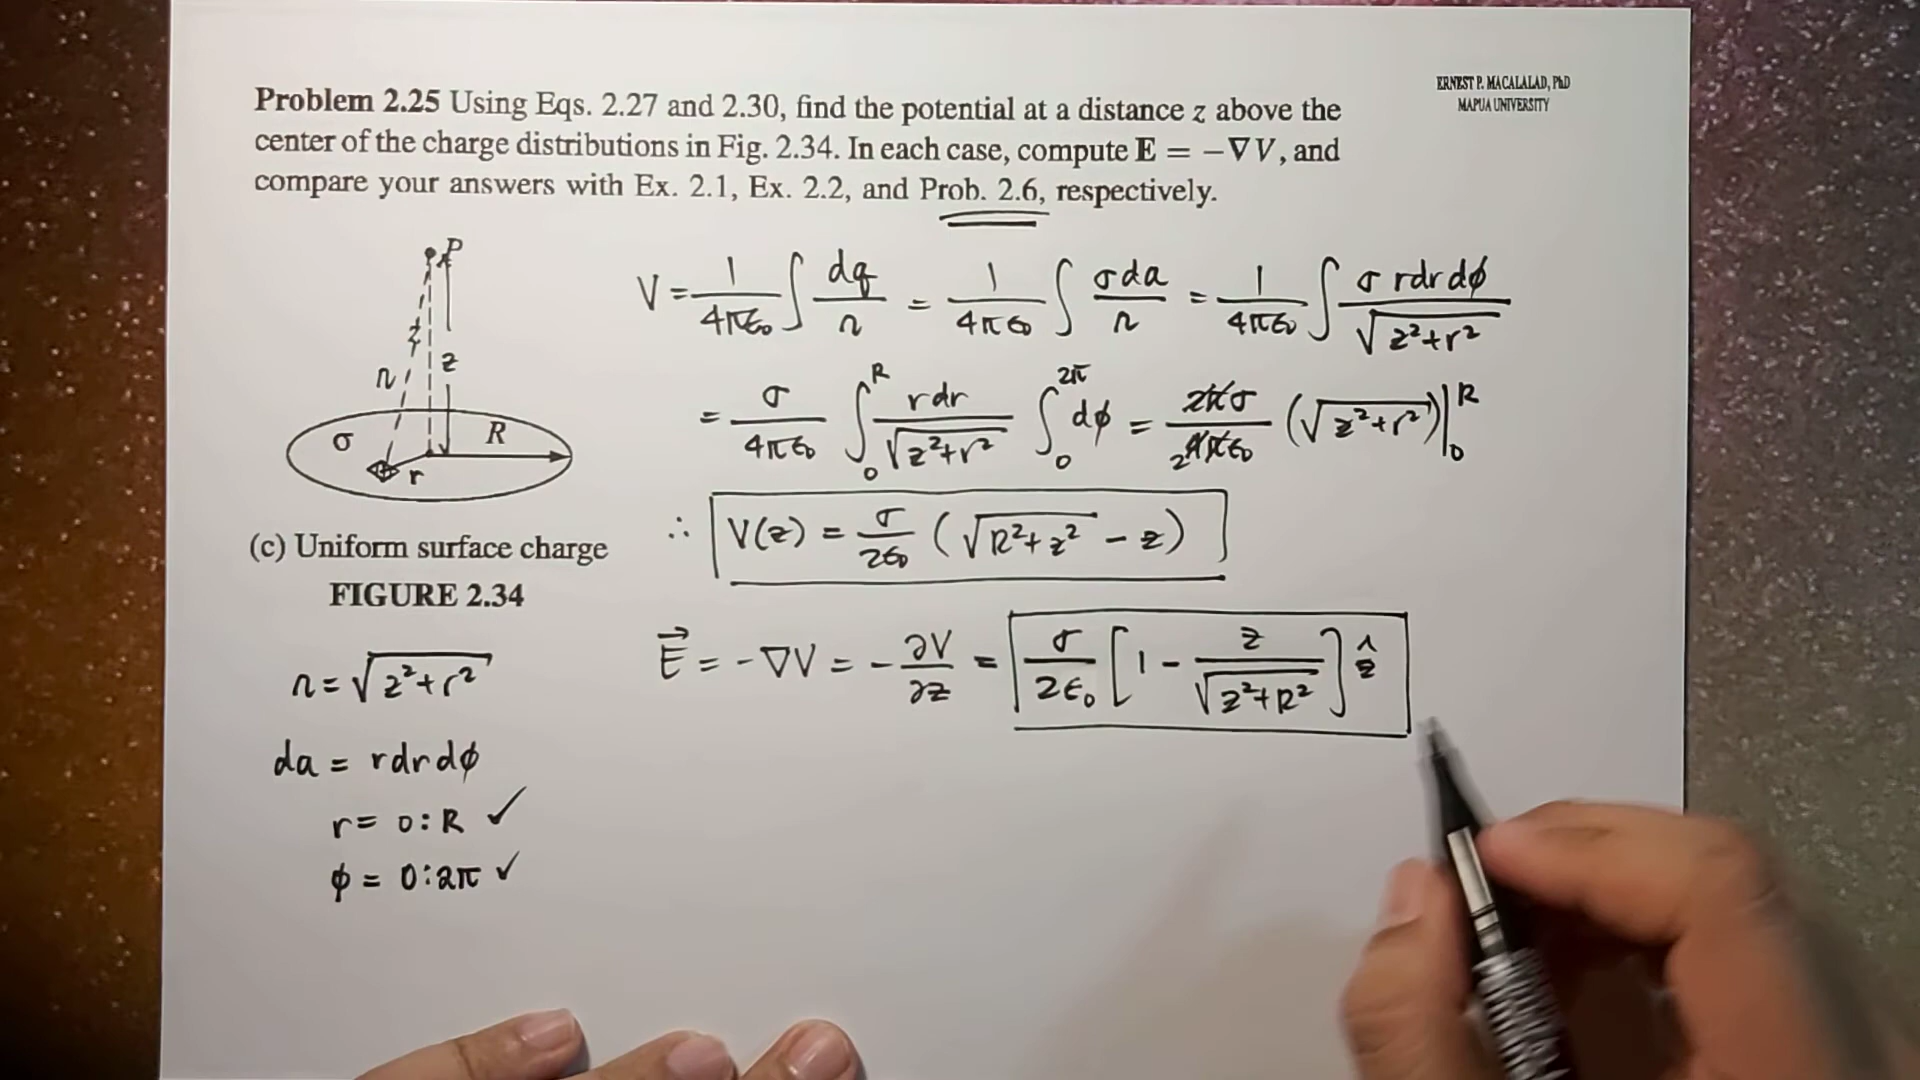 ERNEST P. MACALALAD, PhD
MAPUA UNIVERSITY
Problem 2.25 Using Eqs. 2.27 and 2.30, find the potential at a distance z above the
center of the charge distributions in Fig. 2.34. In each case, compute E = −∇V, and
compare your answers with Ex. 2.1, Ex. 2.2, and Prob. 2.6, respectively.
P
z
r
σ
R
r
(c) Uniform surface charge
FIGURE 2.34
r = √(z²+r²)
da = rdrdφ
r = 0:R ✓
φ = 0:2π ✓
V = 1/(4πε₀) ∫ dq/r = 1/(4πε₀) ∫ σda/r = 1/(4πε₀) ∫ σ rdrdφ/√(z²+r²)
= σ/(4πε₀) ∫₀ᴿ rdr/√(z²+r²) ∫₀^2π dφ = 2πσ/(4πε₀) 2 (√(z²+r²))|₀ᴿ
∴ V(z) = σ/(2ε₀) (√(R²+z²) − z)
E⃗ = −∇V = −∂V/∂z = σ/(2ε₀) [1 − z/√(z²+R²)] ẑ